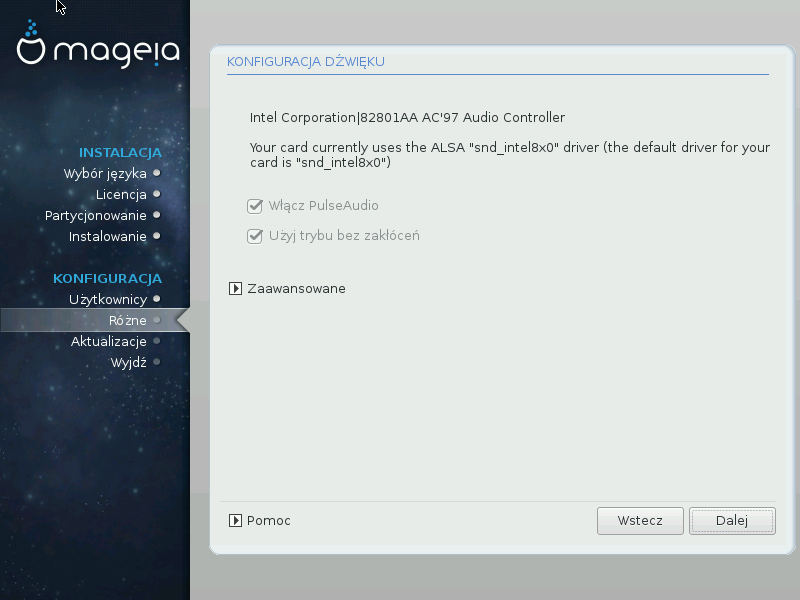 mageia
INSTALACJA
Wybór języka
Licencja
Partycjonowanie
Instalowanie
KONFIGURACJA
Użytkownicy
Różne
Aktualizacje
Wyjdź
KONFIGURACJA DŹWIĘKU
Intel Corporation|82801AA AC'97 Audio Controller
Your card currently uses the ALSA "snd_intel8x0" driver (the default driver for your
card is "snd_intel8x0")
Włącz PulseAudio
Użyj trybu bez zakłóceń
Zaawansowane
Pomoc
Wstecz
Dalej